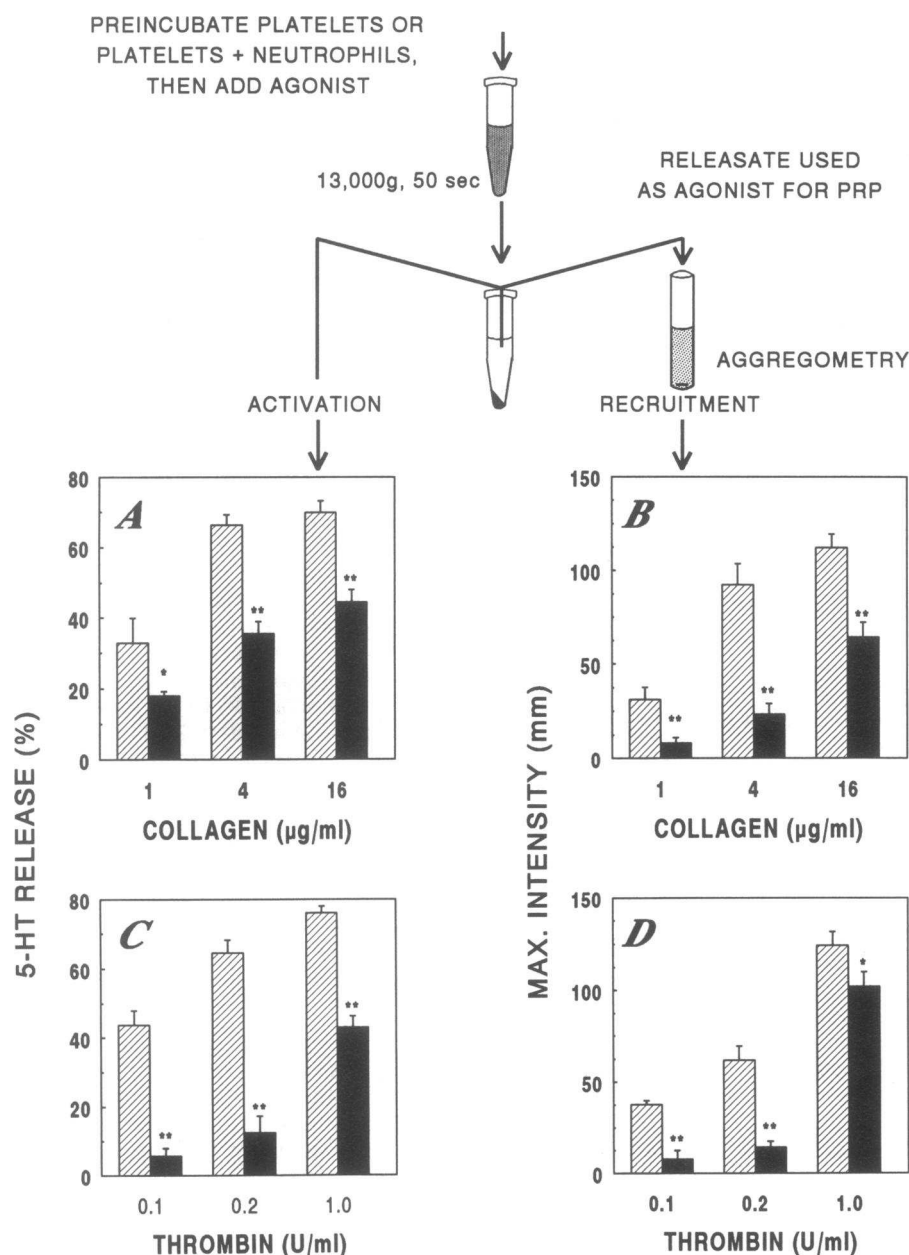 PREINCUBATE PLATELETS OR
PLATELETS + NEUTROPHILS,
THEN ADD AGONIST
13,000g, 50 sec
RELEASATE USED
AS AGONIST FOR PRP
AGGREGOMETRY
ACTIVATION
RECRUITMENT
5-HT RELEASE (%)
A
80
60
40
20
0
*
**
**
1 4 16
COLLAGEN (µg/ml)
MAX. INTENSITY (mm)
B
150
100
50
0
**
**
**
1 4 16
COLLAGEN (µg/ml)
C
80
60
40
20
0
**
**
**
0.1 0.2 1.0
THROMBIN (U/ml)
D
150
100
50
0
**
**
*
0.1 0.2 1.0
THROMBIN (U/ml)